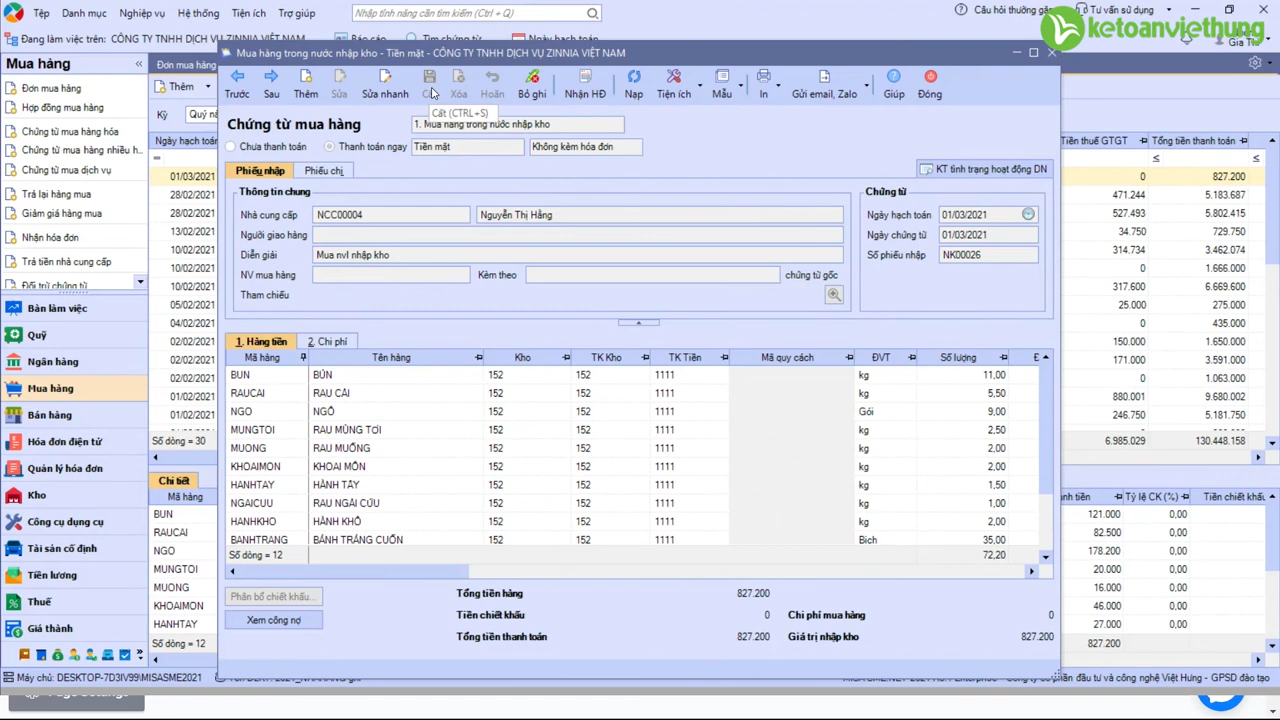 Tệp Danh mục Nghiệp vụ Hệ thống Tiện ích Trợ giúp
Nhập tính năng cần tìm kiếm (Ctrl + Q)
Câu hỏi thường gặ
Tư vấn sử dụng
Đang làm việc trên: CÔNG TY TNHH DỊCH VỤ ZINNIA VIỆT NAM
Báo cáo
Tìm chứng từ
Ngày hạch toán
ketoanviethung
Mua hàng
Đơn mua hàng
Hợp đồng mua hàng
Chứng từ mua hàng hóa
Chứng từ mua hàng nhiều h
Chứng từ mua dịch vụ
Trả lại hàng mua
Giảm giá hàng mua
Nhận hóa đơn
Trả tiền nhà cung cấp
Đối trừ chứng từ
Bàn làm việc
Quỹ
Ngân hàng
Mua hàng
Bán hàng
Hóa đơn điện tử
Quản lý hóa đơn
Kho
Công cụ dụng cụ
Tài sản cố định
Tiền lương
Thuế
Giá thành
Đơn mua hàng
Thêm
Kỳ Quý n
Ngày hạch toán
01/03/2021
28/02/2021
28/02/2021
13/02/2021
10/02/2021
10/02/2021
10/02/2021
05/02/2021
04/02/2021
02/02/2021
02/02/2021
02/02/2021
01/02/2021
01/02/2021
Số dòng = 30
Chi tiết
Mã hàng
BUN
RAUCAI
NGO
MUNGTOI
MUONG
KHOAIMON
HANHTAY
Số dòng = 12
Mua hàng trong nước nhập kho - Tiền mặt - CÔNG TY TNHH DỊCH VỤ ZINNIA VIỆT NAM
Trước Sau Thêm Sửa Sửa nhanh Xóa Hoãn Bỏ ghi Nhận HĐ Nạp Tiện ích Mẫu In Gửi email, Zalo Giúp Đóng
Cất (CTRL+S)
Chứng từ mua hàng
1. Mua hàng trong nước nhập kho
Chưa thanh toán Thanh toán ngay Tiền mặt Không kèm hóa đơn
Phiếu nhập Phiếu chi
KT tình trạng hoạt động DN
Thông tin chung
Nhà cung cấp NCC00004 Nguyễn Thị Hằng
Người giao hàng
Diễn giải Mua nvl nhập kho
NV mua hàng Kèm theo chứng từ gốc
Tham chiếu
Chứng từ
Ngày hạch toán 01/03/2021
Ngày chứng từ 01/03/2021
Số phiếu nhập NK00026
1. Hàng tiền 2. Chi phí
Mã hàng Tên hàng Kho TK Kho TK Tiền Mã quy cách ĐVT Số lượng
BUN BÚN 152 152 1111 kg 11,00
RAUCAI RAU CẢI 152 152 1111 kg 5,50
NGO NGÔ 152 152 1111 Gói 9,00
MUNGTOI RAU MÙNG TƠI 152 152 1111 kg 2,50
MUONG RAU MUỐNG 152 152 1111 kg 2,00
KHOAIMON KHOAI MÔN 152 152 1111 kg 2,00
HANHTAY HÀNH TÂY 152 152 1111 kg 1,50
NGAICUU RAU NGẢI CỨU 152 152 1111 kg 1,00
HANHKHO HÀNH KHÔ 152 152 1111 kg 2,00
BANHTRANG BÁNH TRÁNG CUỐN 152 152 1111 Bịch 35,00
Số dòng = 12 72,20
Phân bổ chiết khấu...
Xem công nợ
Tổng tiền hàng 827.200
Tiền chiết khấu 0 Chi phí mua hàng 0
Tổng tiền thanh toán 827.200 Giá trị nhập kho 827.200
Tiền thuế GTGT Tổng tiền thanh toán
≤ ≤
0 827.200
471.244 5.183.687
527.493 5.802.415
34.750 729.750
314.734 3.462.074
0 1.666.000
317.600 6.669.600
25.000 275.000
0 435.000
150.000 1.650.000
171.000 3.591.000
0 1.063.000
880.001 9.680.002
246.750 5.181.750
6.985.029 130.448.158
Tỷ lệ CK (%) Tiền chiết khấu
121.000 0,00
82.500 0,00
178.200 0,00
20.000 0,00
16.000 0,00
46.000 0,00
27.000 0,00
827.200
Máy chủ: DESKTOP-7D3IV99\MISASME2021